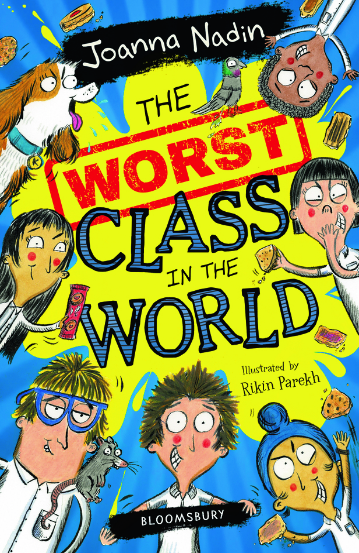 Joanna Nadin
THE
WORST
CLASS
IN THE
WORLD
Illustrated by
Rikin Parekh
BLOOMSBURY